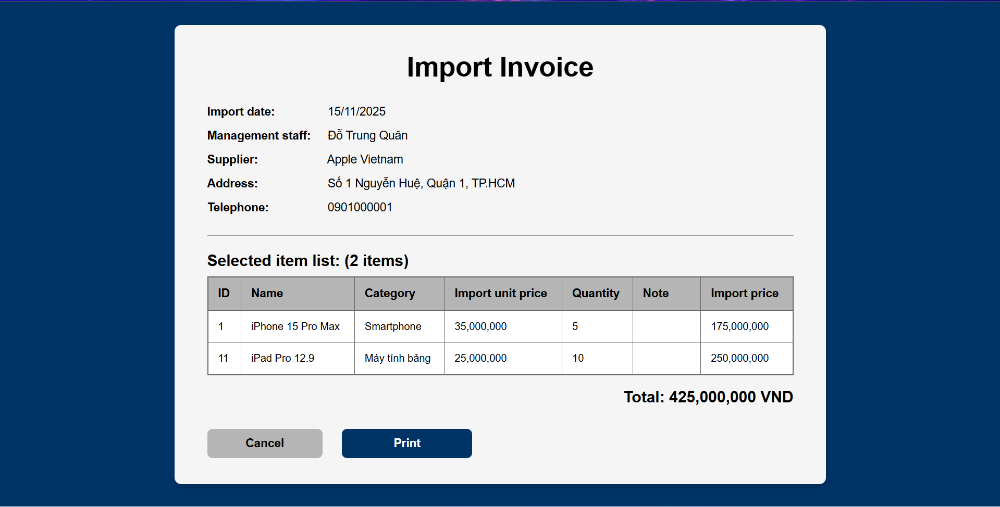 Import Invoice
Import date: 15/11/2025
Management staff: Đỗ Trung Quân
Supplier: Apple Vietnam
Address: Số 1 Nguyễn Huệ, Quận 1, TP.HCM
Telephone: 0901000001
Selected item list: (2 items)
ID Name Category Import unit price Quantity Note Import price
1 iPhone 15 Pro Max Smartphone 35,000,000 5 175,000,000
11 iPad Pro 12.9 Máy tính bảng 25,000,000 10 250,000,000
Total: 425,000,000 VND
Cancel Print